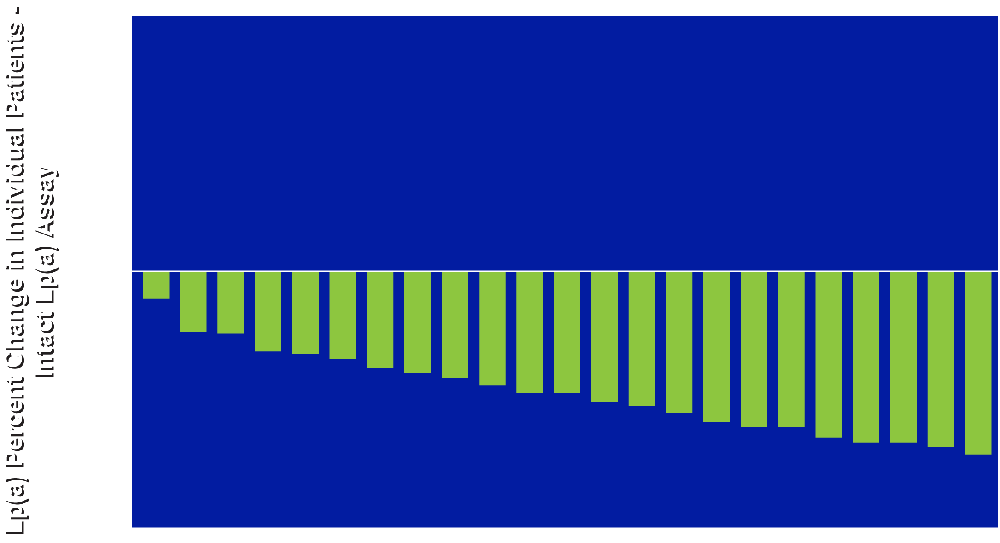 Lp(a) Percent Change in Individual Patients -
Intact Lp(a) Assay